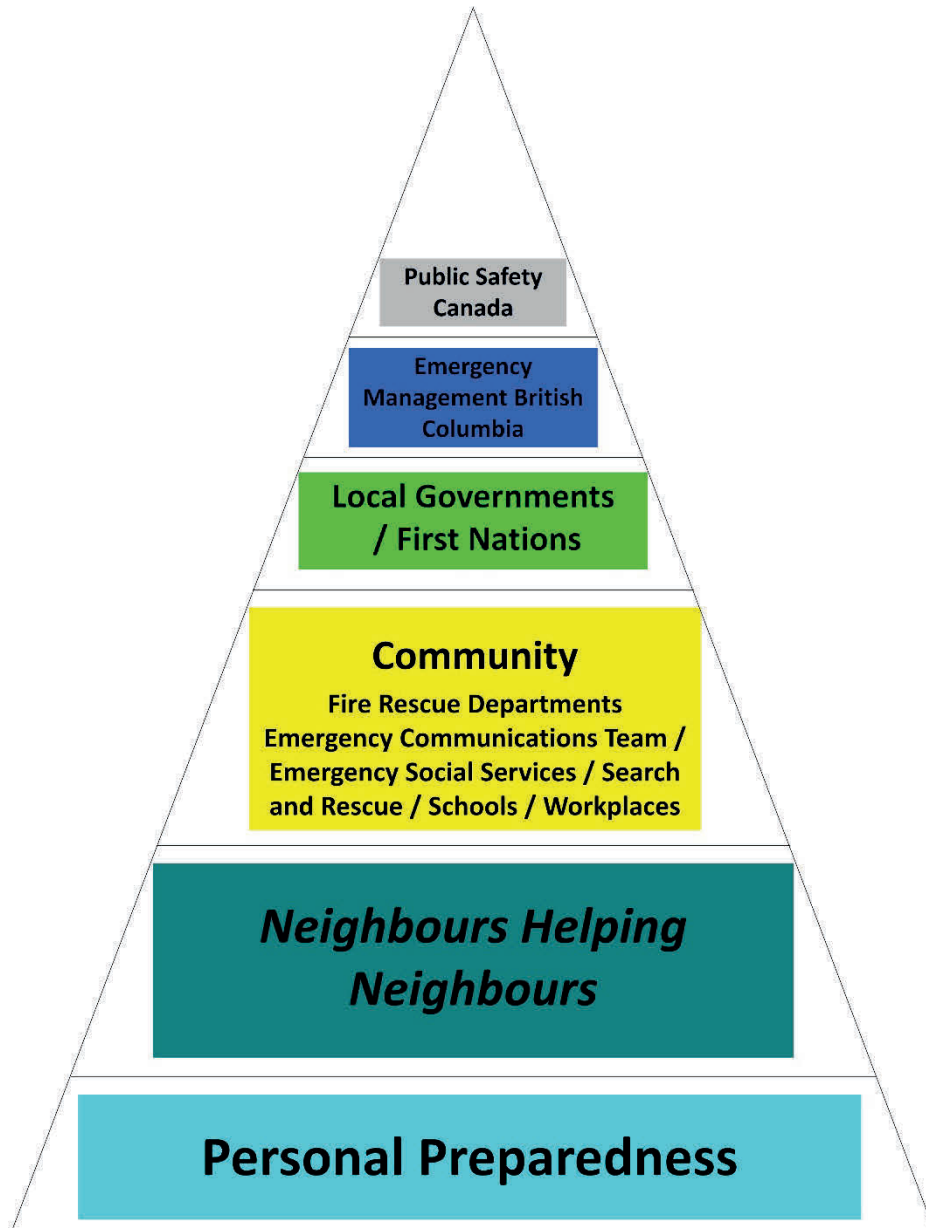 Public Safety
Canada
Emergency
Management British
Columbia
Local Governments
/ First Nations
Community
Fire Rescue Departments
Emergency Communications Team /
Emergency Social Services / Search
and Rescue / Schools / Workplaces
Neighbours Helping
Neighbours
Personal Preparedness